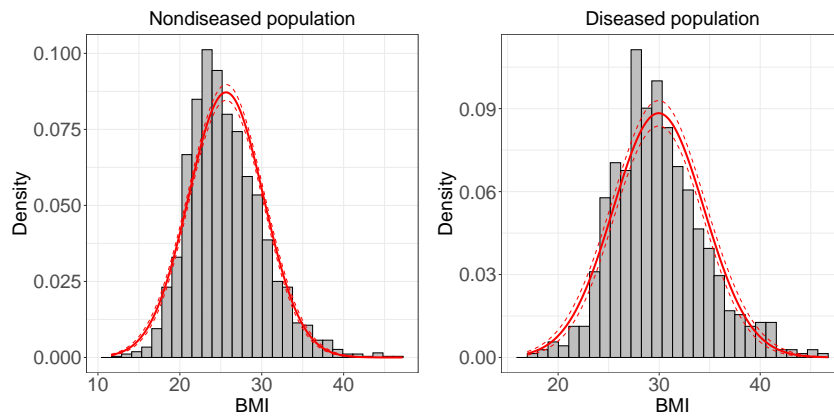 Nondiseased population
Density
0.100
0.075
0.050
0.025
0.000
10 20 30 40
BMI
Diseased population
Density
0.09
0.06
0.03
0.00
20 30 40
BMI